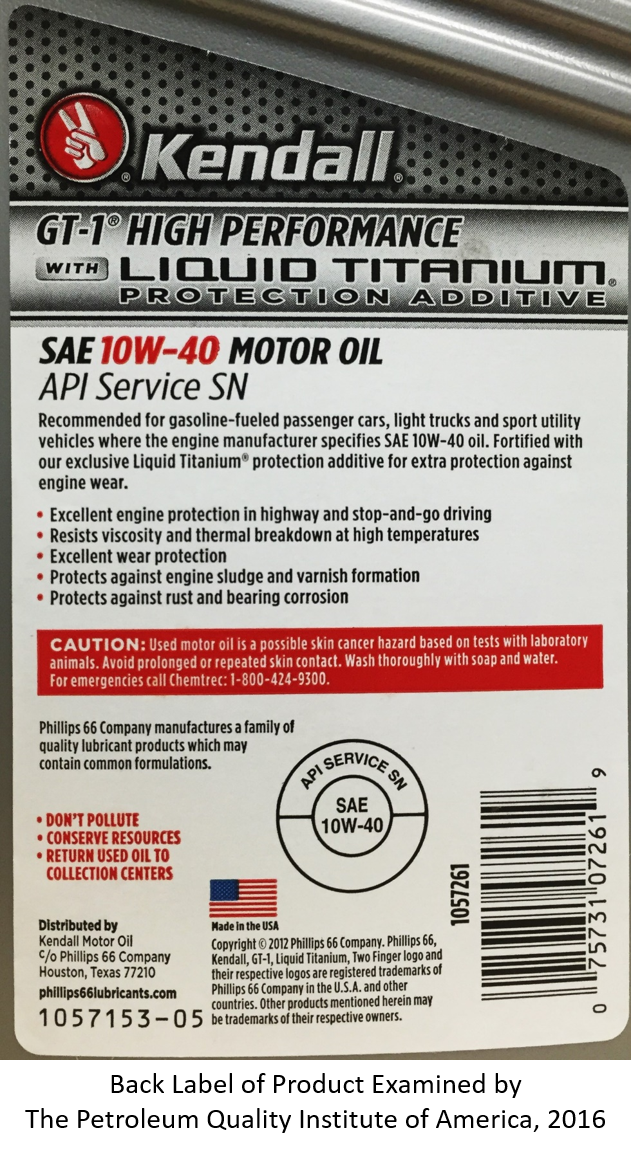 Kendall®
GT-1® HIGH PERFORMANCE
WITH LIQUID TITANIUM®
PROTECTION ADDITIVE
SAE 10W-40 MOTOR OIL
API Service SN
Recommended for gasoline-fueled passenger cars, light trucks and sport utility
vehicles where the engine manufacturer specifies SAE 10W-40 oil. Fortified with
our exclusive Liquid Titanium® protection additive for extra protection against
engine wear.
• Excellent engine protection in highway and stop-and-go driving
• Resists viscosity and thermal breakdown at high temperatures
• Excellent wear protection
• Protects against engine sludge and varnish formation
• Protects against rust and bearing corrosion
CAUTION: Used motor oil is a possible skin cancer hazard based on tests with laboratory
animals. Avoid prolonged or repeated skin contact. Wash thoroughly with soap and water.
For emergencies call Chemtrec: 1-800-424-9300.
Phillips 66 Company manufactures a family of
quality lubricant products which may
contain common formulations.
API SERVICE SN
SAE
10W-40
• DON'T POLLUTE
• CONSERVE RESOURCES
• RETURN USED OIL TO
COLLECTION CENTERS
Distributed by
Kendall Motor Oil
c/o Phillips 66 Company
Houston, Texas 77210
phillips66lubricants.com
1057153-05
Made in the USA
Copyright © 2012 Phillips 66 Company. Phillips 66,
Kendall, GT-1, Liquid Titanium, Two Finger logo and
their respective logos are registered trademarks of
Phillips 66 Company in the U.S.A. and other
countries. Other products mentioned herein may
be trademarks of their respective owners.
1057261
0 75731 07261 9
Back Label of Product Examined by
The Petroleum Quality Institute of America, 2016